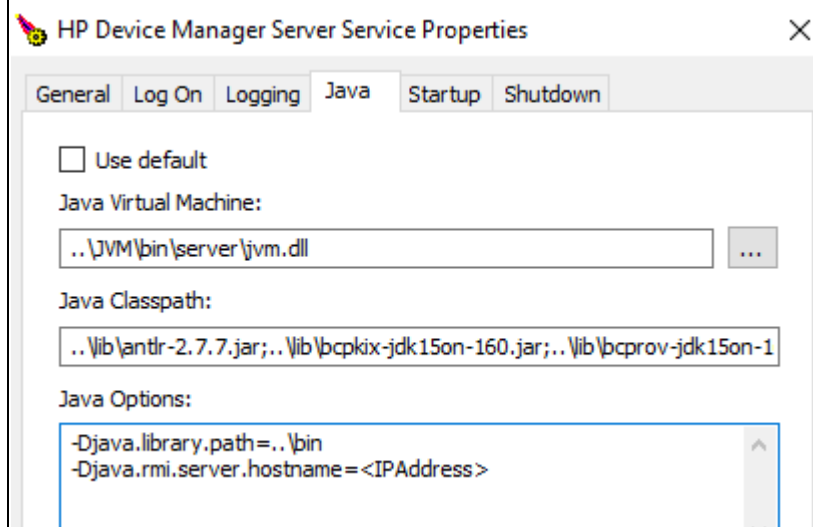 HP Device Manager Server Service Properties
General Log On Logging Java Startup Shutdown
Use default
Java Virtual Machine:
..\JVM\bin\server\jvm.dll
...
Java Classpath:
..\lib\antlr-2.7.7.jar;..\lib\bcpkix-jdk15on-160.jar;..\lib\bcprov-jdk15on-1
Java Options:
-Djava.library.path=..\bin
-Djava.rmi.server.hostname=<IPAddress>